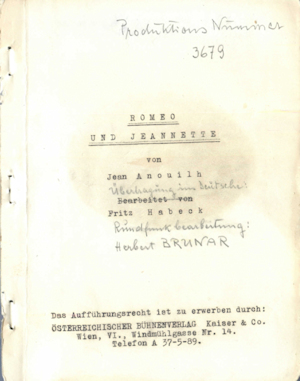 Produktions Nummer
3679
ROMEO
UND JEANNETTE
von
Jean Anouilh
Übertragung ins Deutsche:
Bearbeitet von
Fritz Habeck
Rundfunkbearbeitung:
Herbert BRUNAR
Das Aufführungsrecht ist zu erwerben durch:
ÖSTERREICHISCHER BÜHNENVERLAG Kaiser & Co.
Wien, VI., Windmühlgasse Nr. 14.
Telefon A 37-5-89.